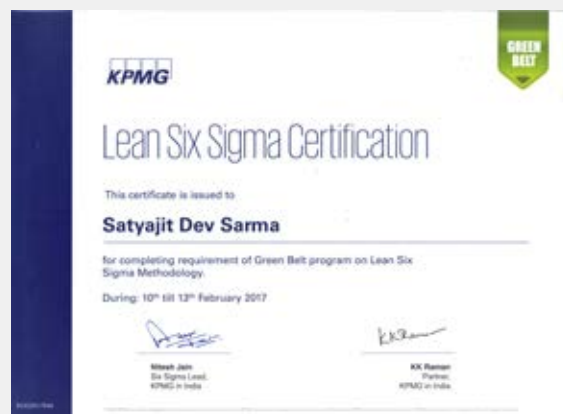 KPMG
GREEN
BELT
Lean Six Sigma Certification
This certificate is issued to
Satyajit Dev Sarma
for completing requirement of Green Belt program on Lean Six
Sigma Methodology.
During: 10th till 13th February 2017
Nitesh Jain
Six Sigma Lead,
KPMG in India
KK Raman
Partner,
KPMG in India